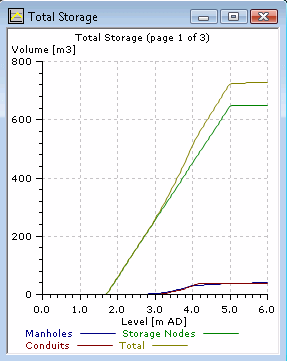 Total Storage
Total Storage (page 1 of 3)
Volume [m3]
800
600
400
200
0
0.0 1.0 2.0 3.0 4.0 5.0 6.0
Level [m AD]
Manholes Storage Nodes
Conduits Total